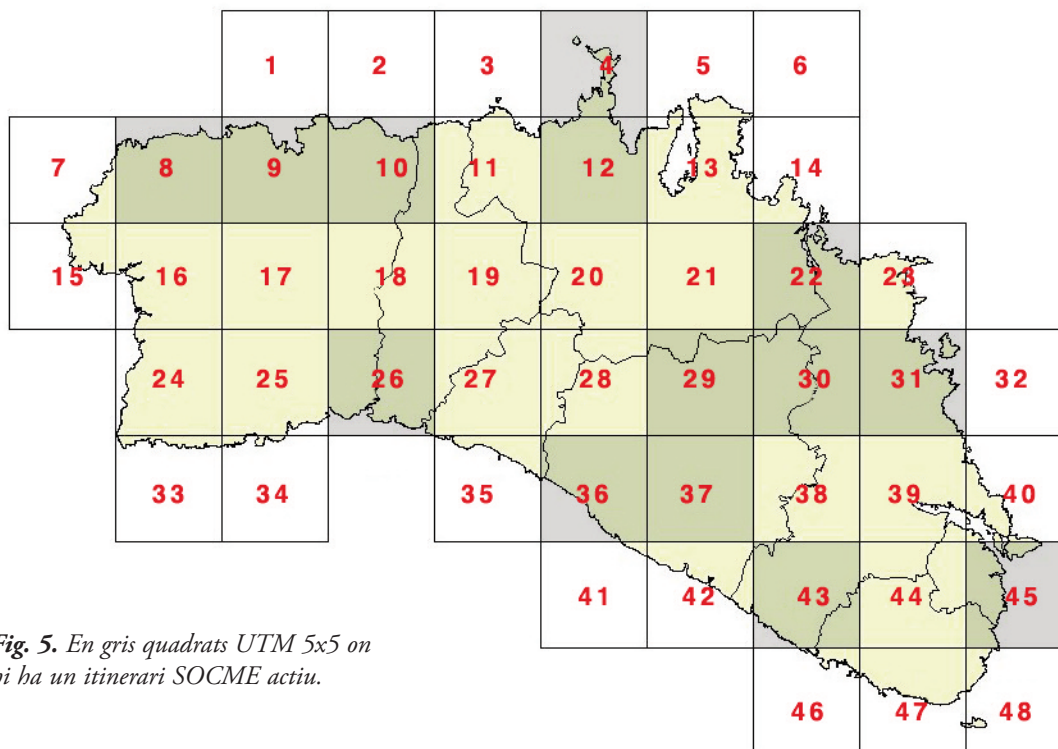 1 2 3 4 5 6
7 8 9 10 11 12 13 14
15 16 17 18 19 20 21 22 23
24 25 26 27 28 29 30 31 32
33 34 35 36 37 38 39 40
41 42 43 44 45
Fig. 5. En gris quadrats UTM 5x5 on
hi ha un itinerari SOCME actiu.
46 47 48